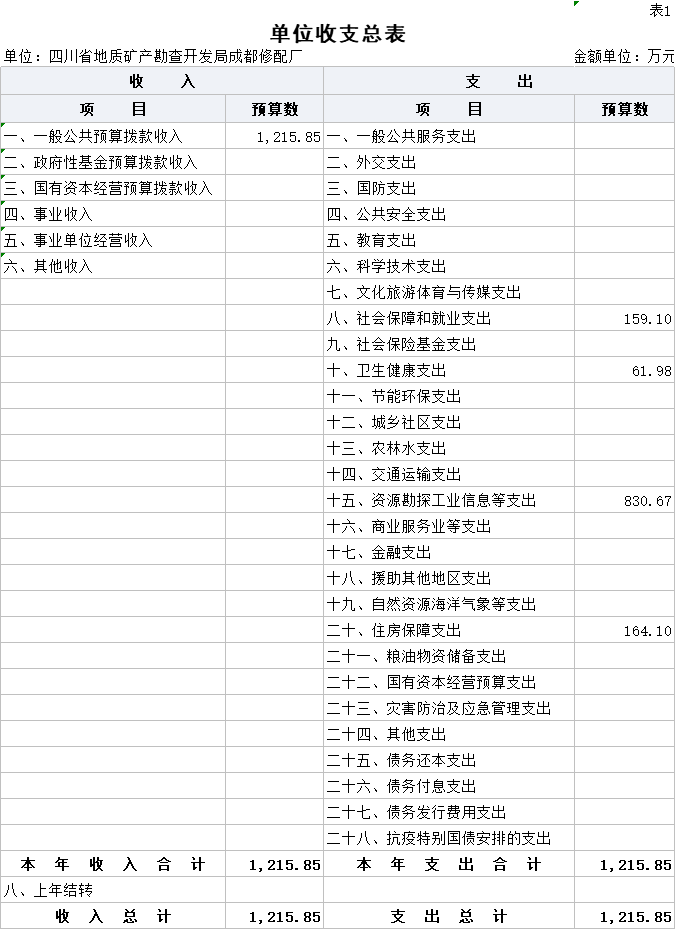 表1
单位收支总表
单位：四川省地质矿产勘查开发局成都修配厂 金额单位：万元
收 入 支 出
项 目 预算数 项 目 预算数
一、一般公共预算拨款收入 1,215.85 一、一般公共服务支出
二、政府性基金预算拨款收入 二、外交支出
三、国有资本经营预算拨款收入 三、国防支出
四、事业收入 四、公共安全支出
五、事业单位经营收入 五、教育支出
六、其他收入 六、科学技术支出
七、文化旅游体育与传媒支出
八、社会保障和就业支出 159.10
九、社会保险基金支出
十、卫生健康支出 61.98
十一、节能环保支出
十二、城乡社区支出
十三、农林水支出
十四、交通运输支出
十五、资源勘探工业信息等支出 830.67
十六、商业服务业等支出
十七、金融支出
十八、援助其他地区支出
十九、自然资源海洋气象等支出
二十、住房保障支出 164.10
二十一、粮油物资储备支出
二十二、国有资本经营预算支出
二十三、灾害防治及应急管理支出
二十四、其他支出
二十五、债务还本支出
二十六、债务付息支出
二十七、债务发行费用支出
二十八、抗疫特别国债安排的支出
本 年 收 入 合 计 1,215.85 本 年 支 出 合 计 1,215.85
八、上年结转
收 入 总 计 1,215.85 支 出 总 计 1,215.85